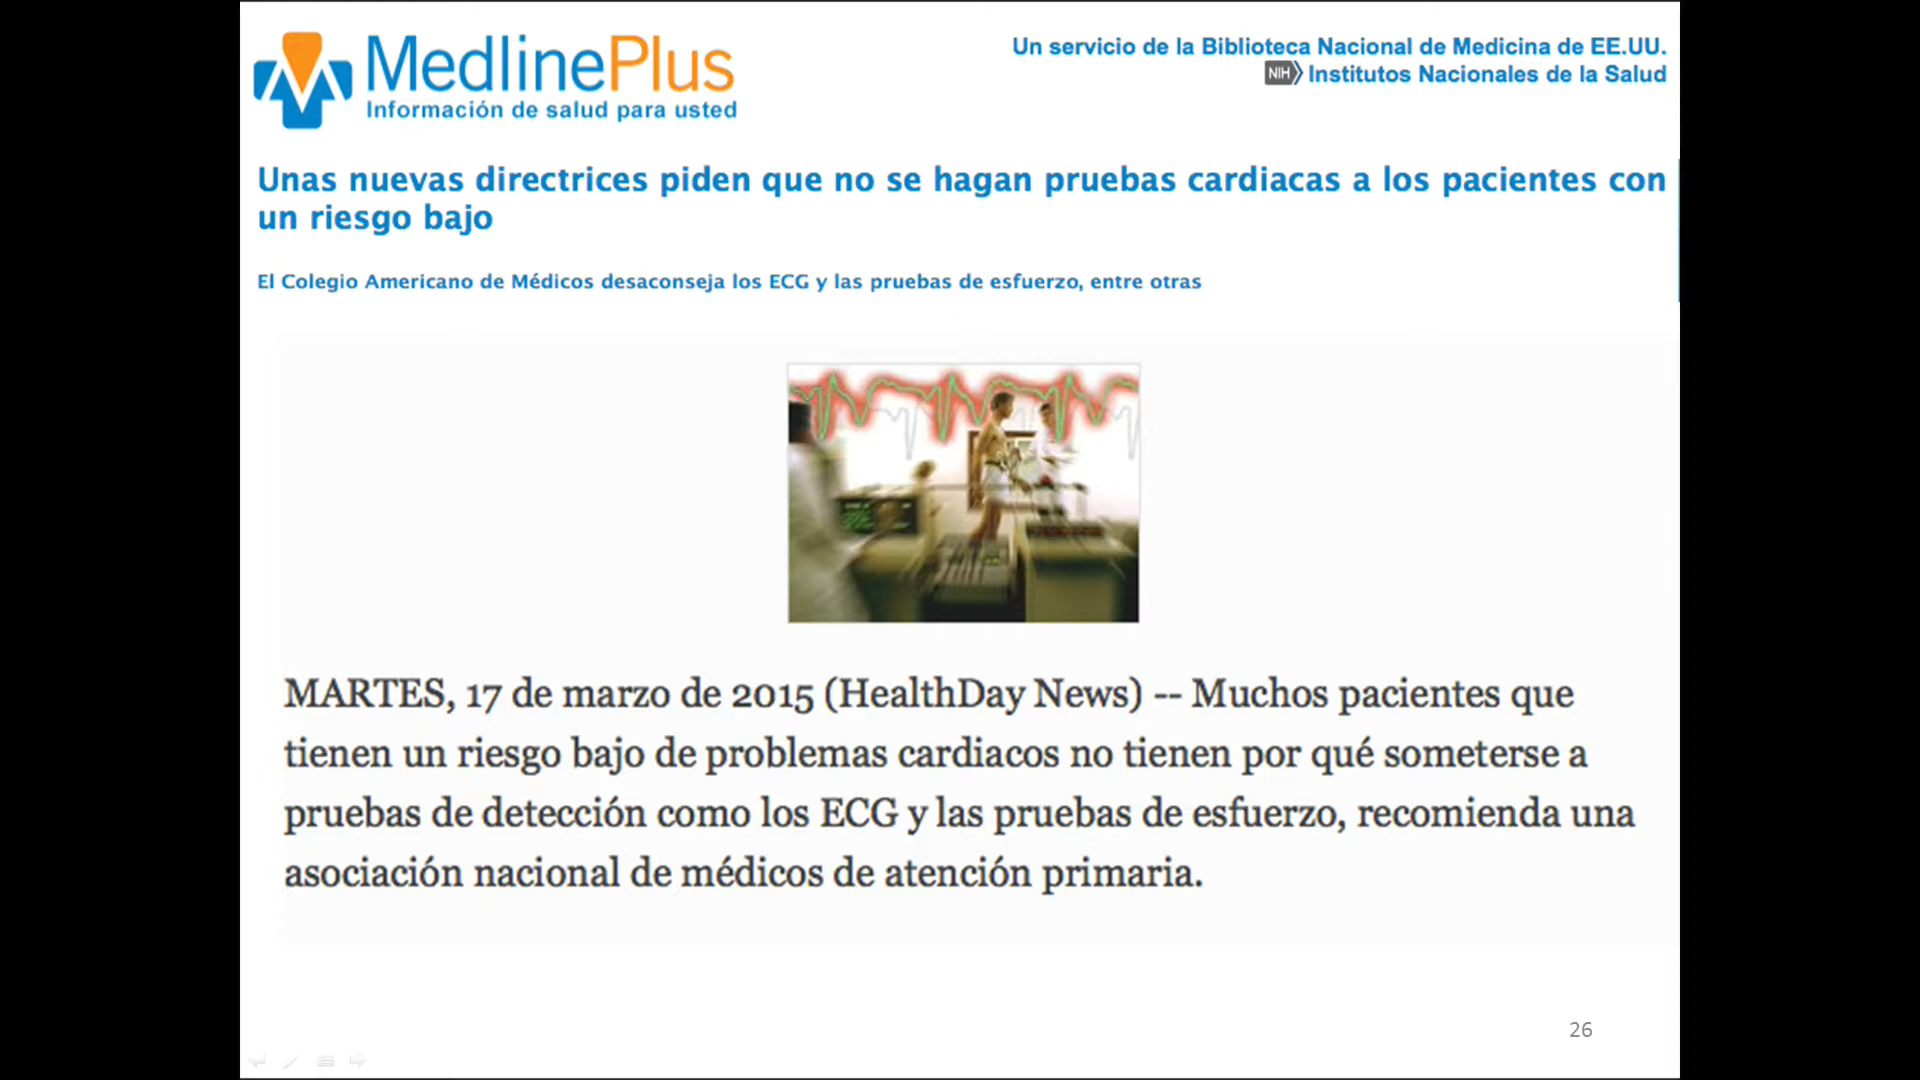 MedlinePlus
Información de salud para usted
Un servicio de la Biblioteca Nacional de Medicina de EE.UU.
NIH Institutos Nacionales de la Salud
Unas nuevas directrices piden que no se hagan pruebas cardiacas a los pacientes con
un riesgo bajo
El Colegio Americano de Médicos desaconseja los ECG y las pruebas de esfuerzo, entre otras
MARTES, 17 de marzo de 2015 (HealthDay News) -- Muchos pacientes que
tienen un riesgo bajo de problemas cardiacos no tienen por qué someterse a
pruebas de detección como los ECG y las pruebas de esfuerzo, recomienda una
asociación nacional de médicos de atención primaria.
26